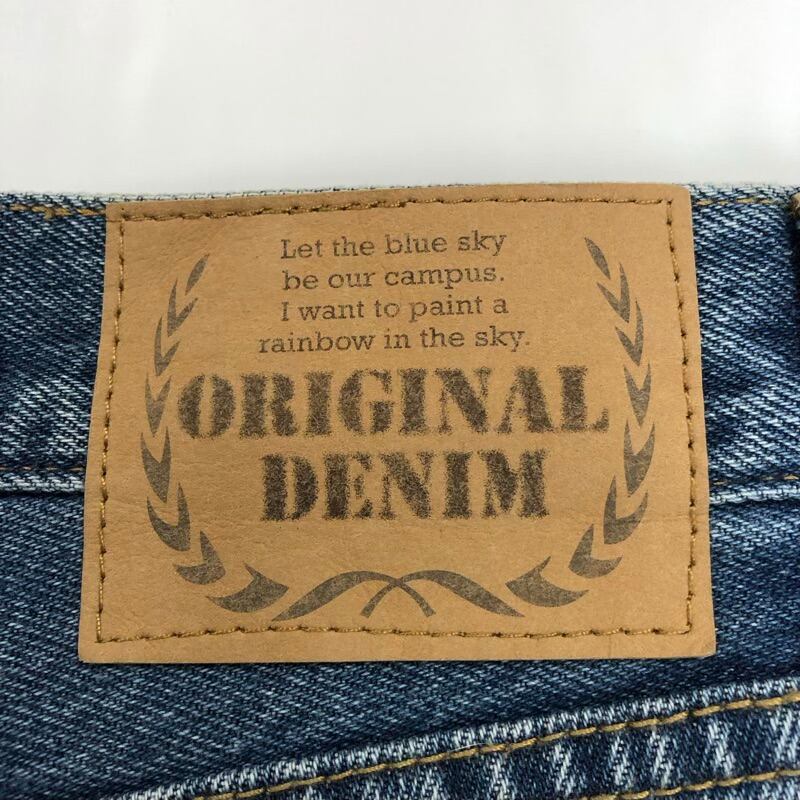 Let the blue sky
be our campus.
I want to paint a
rainbow in the sky.
ORIGINAL
DENIM